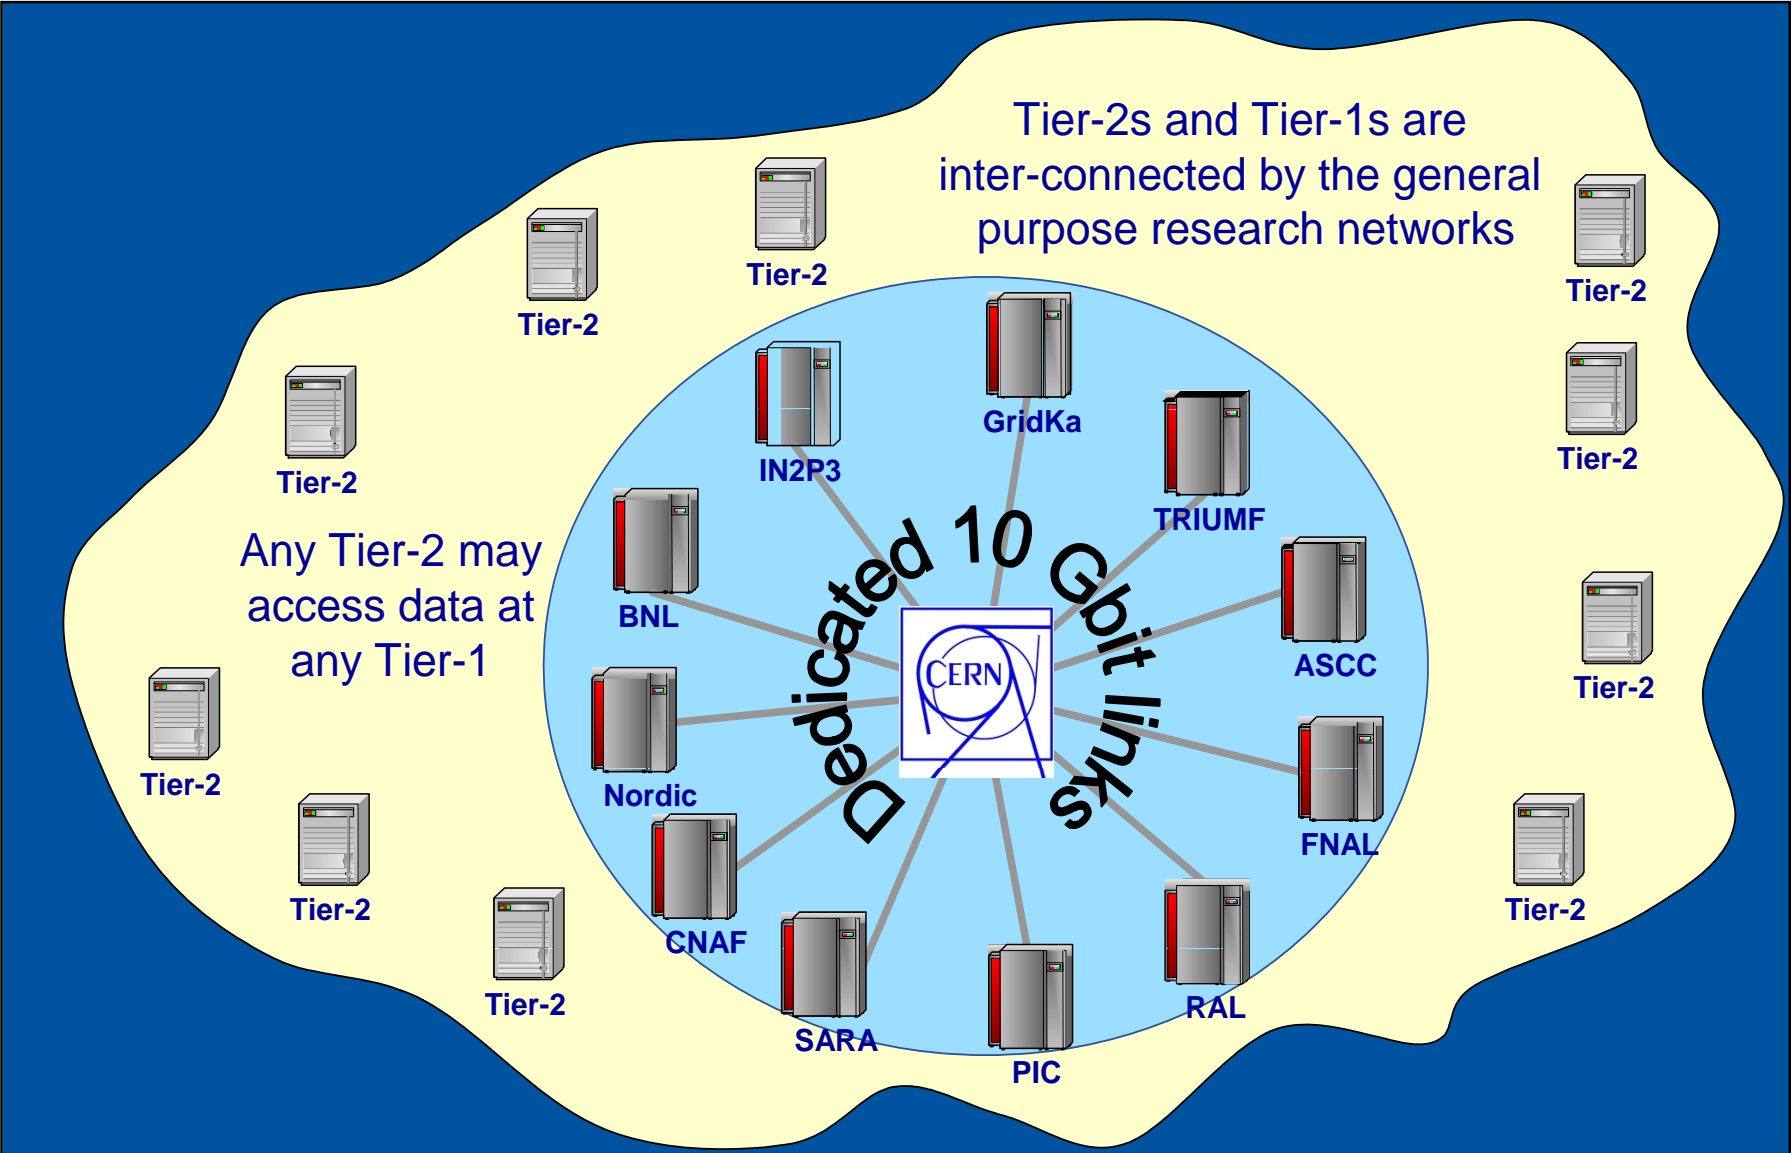 Tier-2s and Tier-1s are
inter-connected by the general
purpose research networks
Tier-2
Tier-2
Tier-2
Tier-2
GridKa
IN2P3
Tier-2
Tier-2
TRIUMF
Any Tier-2 may
access data at
any Tier-1
Dedicated 10 Gbit links
BNL
CERN
ASCC
Tier-2
Tier-2
Nordic
FNAL
Tier-2
Tier-2
CNAF
Tier-2
RAL
SARA
PIC